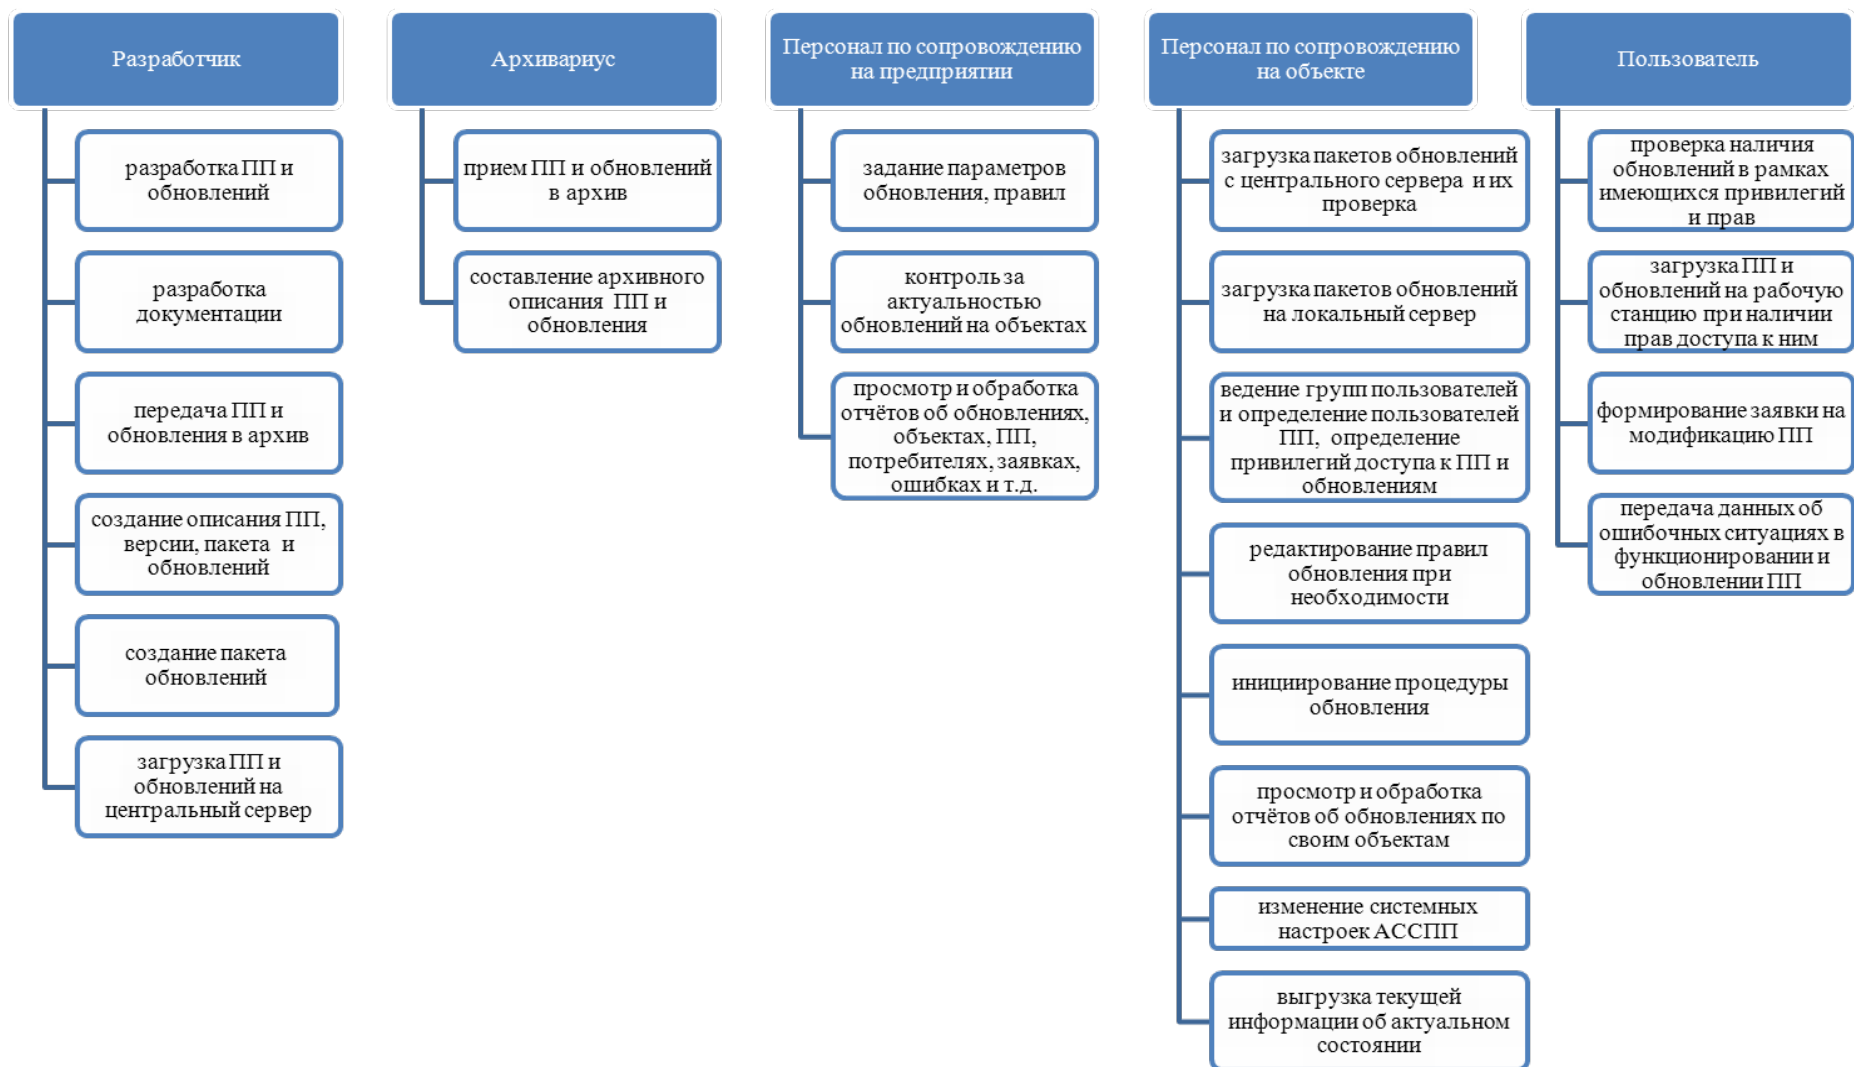 Разработчик
разработка ПП и
обновлений
разработка
документации
передача ПП и
обновления в архив
создание описания ПП,
версии, пакета и
обновлений
создание пакета
обновлений
загрузка ПП и
обновлений на
центральный сервер
Архивариус
прием ПП и обновлений
в архив
составление архивного
описания ПП и
обновления
Персонал по сопровождению
на предприятии
задание параметров
обновления, правил
контроль за
актуальностью
обновлений на объектах
просмотр и обработка
отчётов об обновлениях,
объектах, ПП,
потребителях, заявках,
ошибках и т.д.
Персонал по сопровождению
на объекте
загрузка пакетов обновлений
с центрального сервера и их
проверка
загрузка пакетов обновлений
на локальный сервер
ведение групп пользователей
и определение пользователей
ПП, определение
привилегий доступа к ПП и
обновлениям
редактирование правил
обновления при
необходимости
инициирование процедуры
обновления
просмотр и обработка
отчётов об обновлениях по
своим объектам
изменение системных
настроек АССПП
выгрузка текущей
информации об актуальном
состоянии
Пользователь
проверка наличия
обновлений в рамках
имеющихся привилегий
и прав
загрузка ПП и
обновлений на рабочую
станцию при наличии
прав доступа к ним
формирование заявки на
модификацию ПП
передача данных об
ошибочных ситуациях в
функционировании и
обновлении ПП